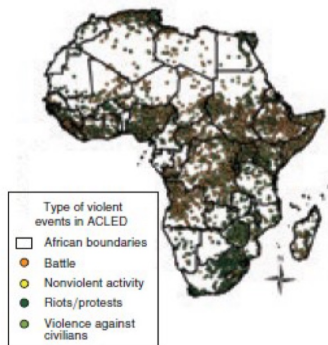 Type of violent
events in ACLED
African boundaries
Battle
Nonviolent activity
Riots/protests
Violence against
civilians